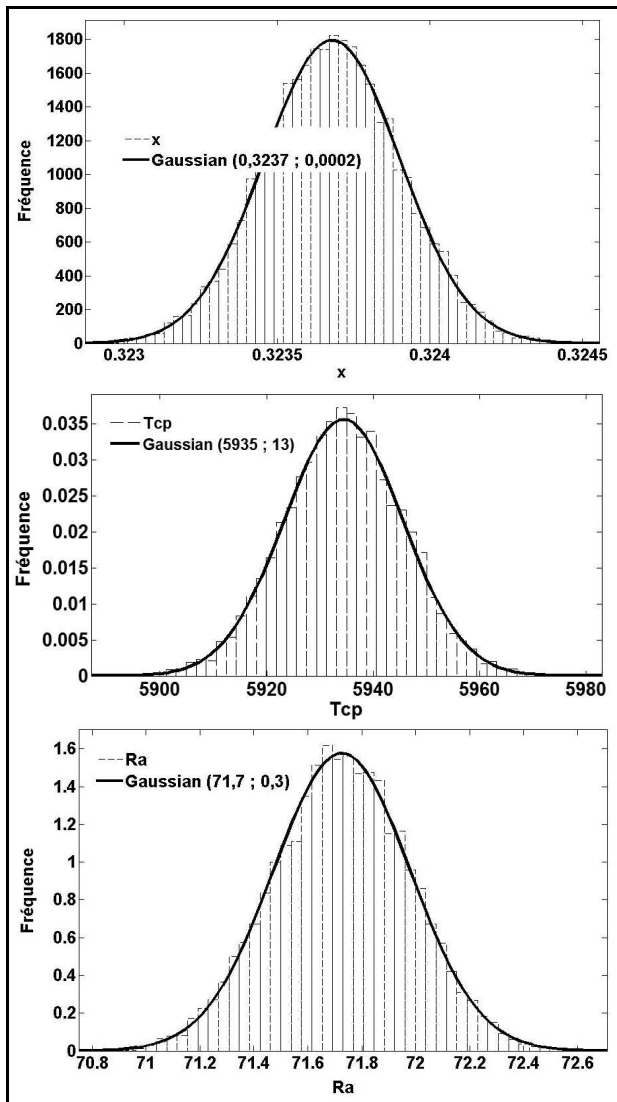 1800
1600
1400
1200
1000
800
600
400
200
0
Fréquence
x
Gaussian (0,3237 ; 0,0002)
0.323 0.3235 0.324 0.3245
x
0.035
0.03
0.025
0.02
0.015
0.01
0.005
0
Fréquence
Tcp
Gaussian (5935 ; 13)
5900 5920 5940 5960 5980
Tcp
1.6
1.4
1.2
1
0.8
0.6
0.4
0.2
0
Fréquence
Ra
Gaussian (71,7 ; 0,3)
70.8 71 71.2 71.4 71.6 71.8 72 72.2 72.4 72.6
Ra